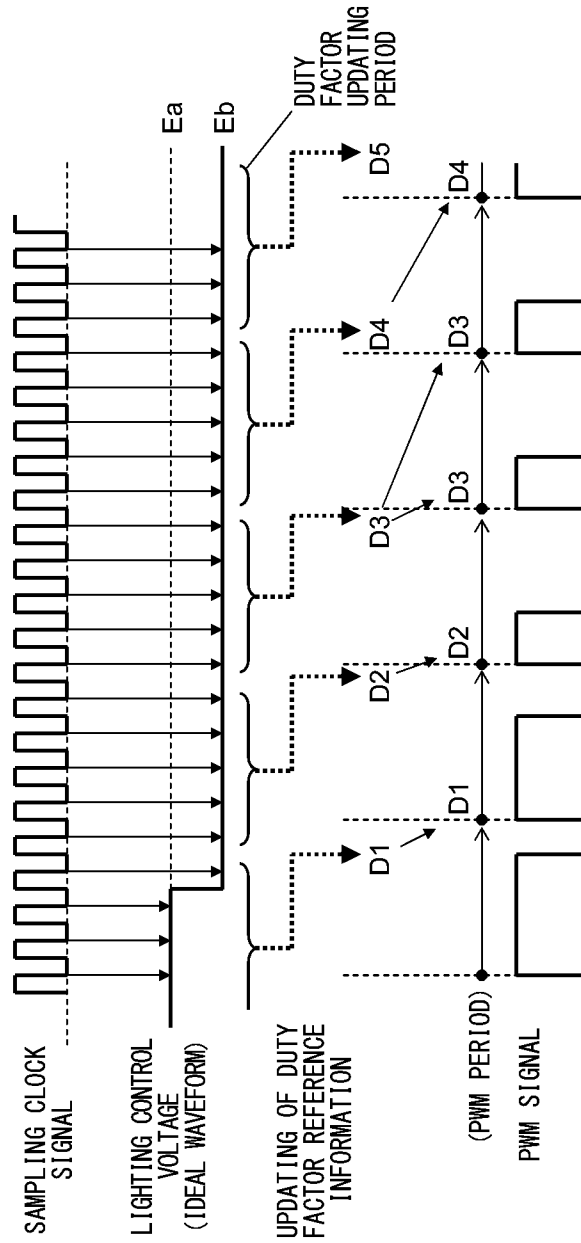 SAMPLING CLOCK
SIGNAL
LIGHTING CONTROL
VOLTAGE
(IDEAL WAVEFORM)
Ea
Eb
UPDATING OF DUTY
FACTOR REFERENCE
INFORMATION
DUTY
FACTOR
UPDATING
PERIOD
D1
D2
D3
D4
D5
(PWM PERIOD)
D1
D2
D3
D3
D4
PWM SIGNAL